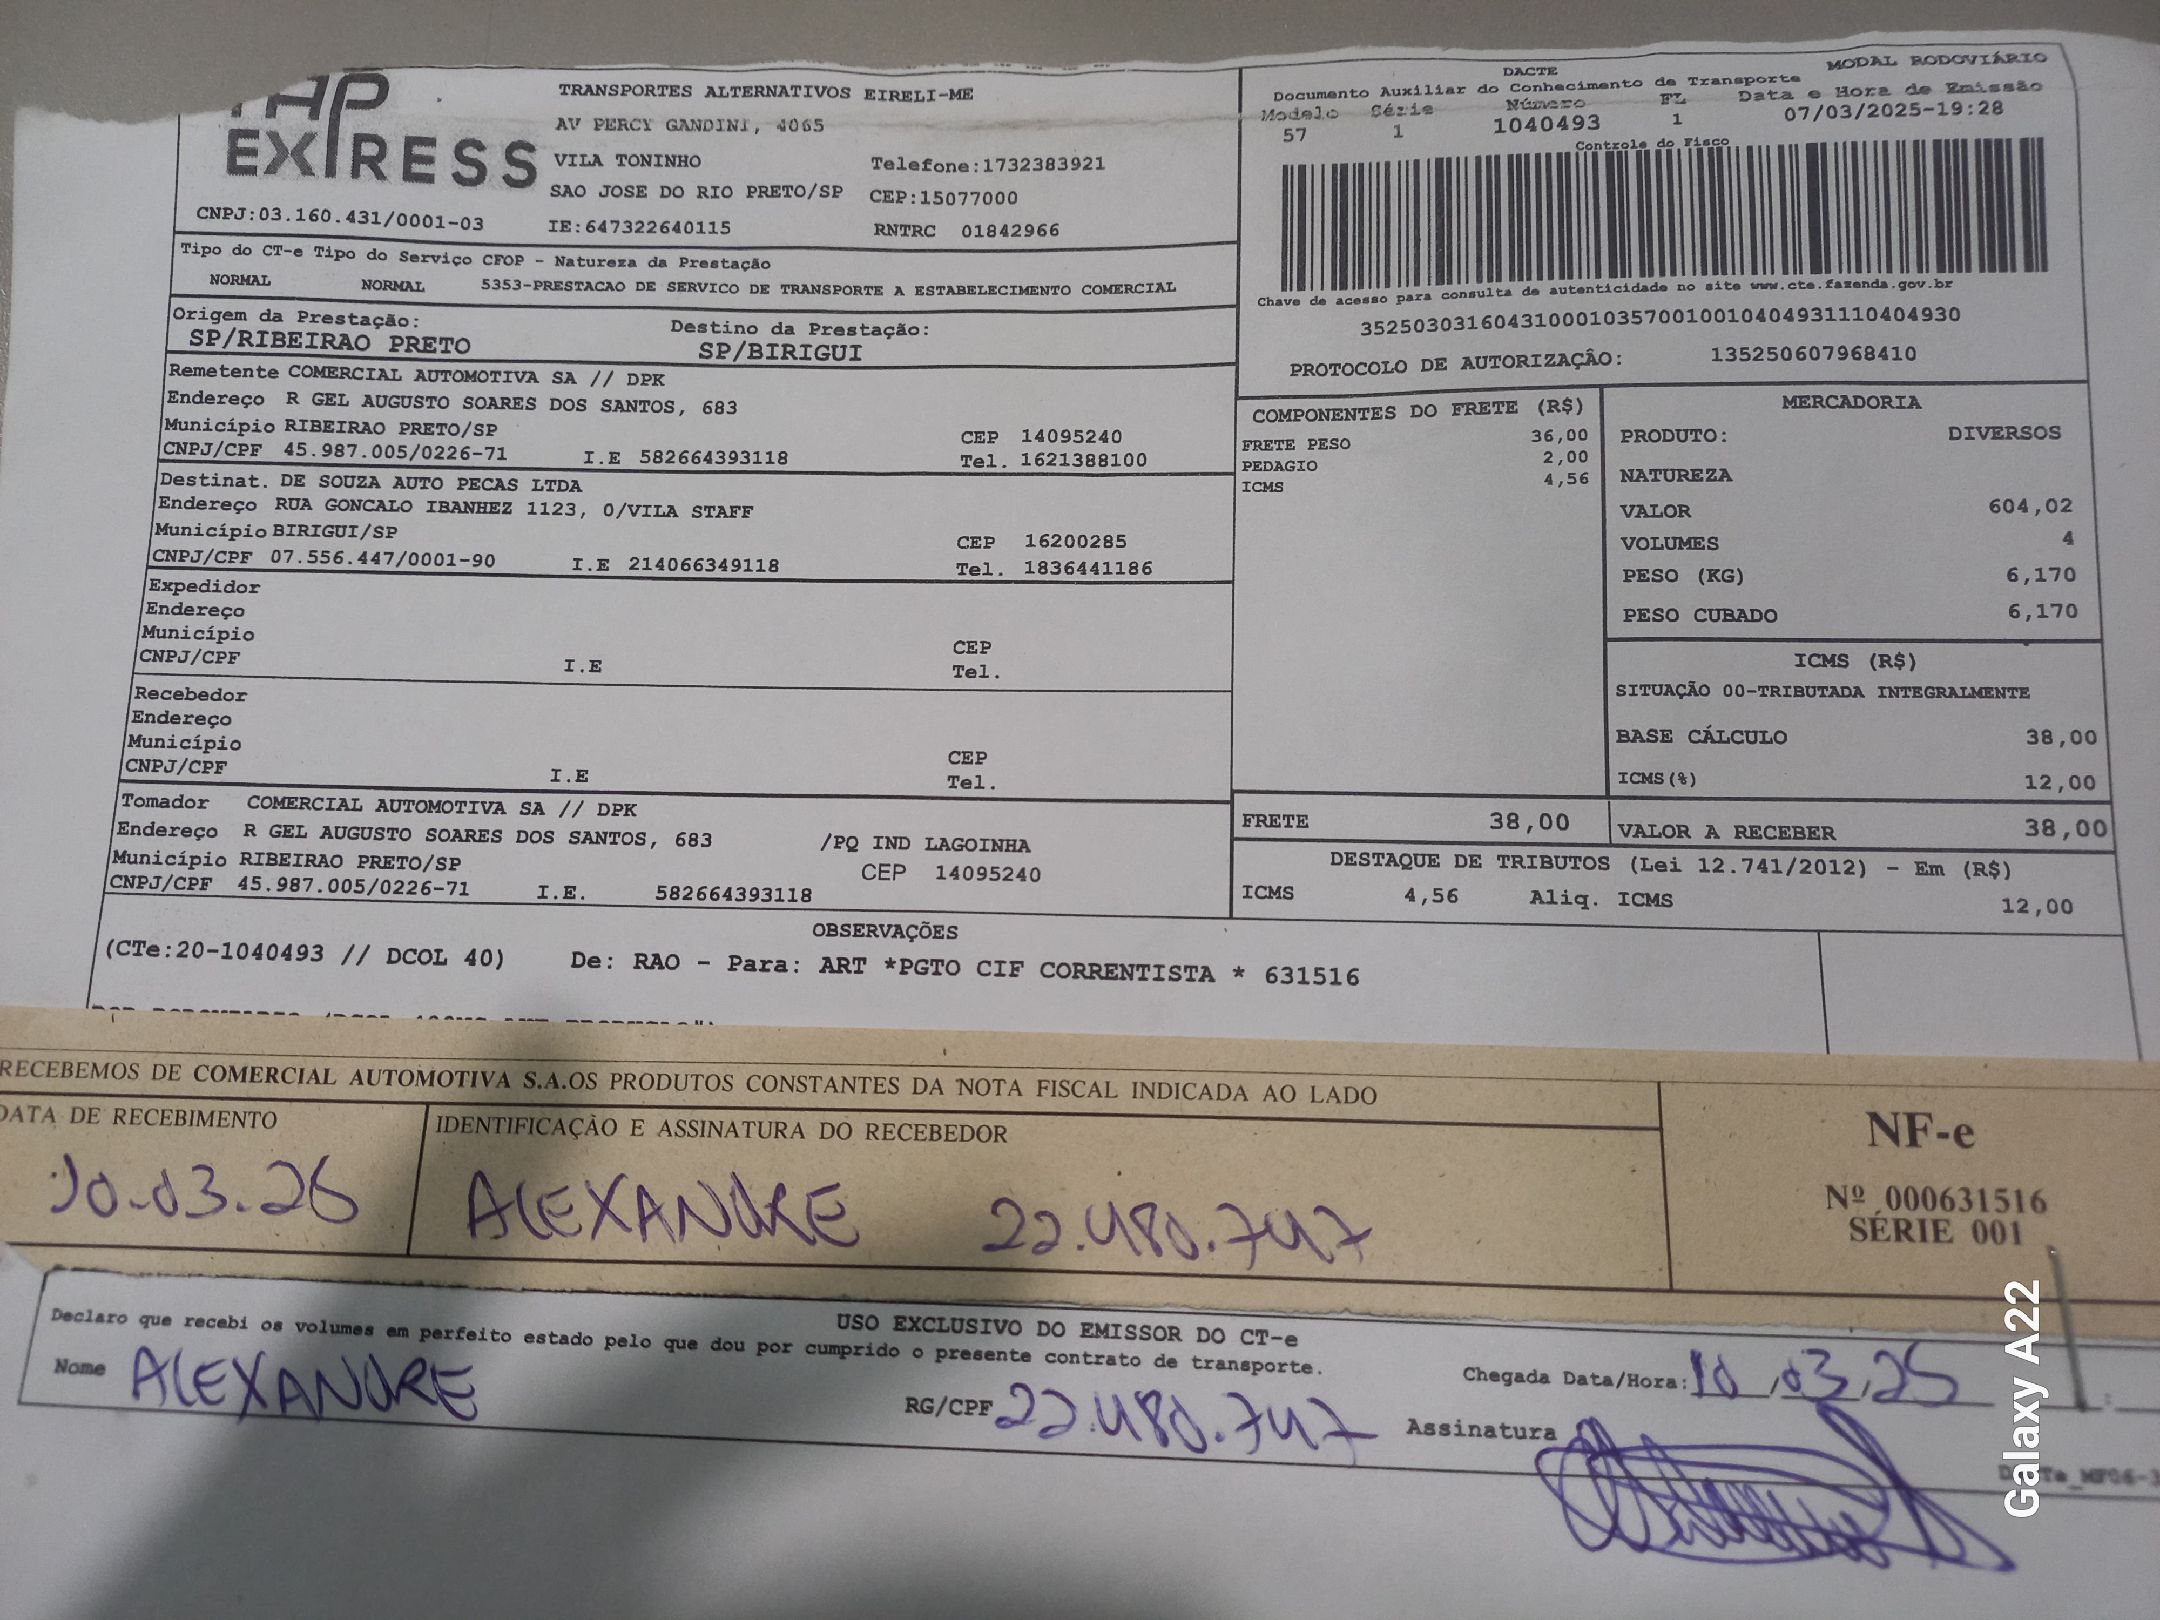 EXPRESS
CNPJ:03.160.431/0001-03
TRANSPORTES ALTERNATIVOS EIRELI-ME
AV PERCY GANDINI, 4065
VILA TONINHO Telefone:1732383921
SAO JOSE DO RIO PRETO/SP CEP:15077000
IE:647322640115 RNTRC 01842966
DACTE MODAL RODOVIÁRIO
Documento Auxiliar do Conhecimento de Transporte
Modelo Série Número FL Data e Hora de Emissão
57 1 1040493 1 07/03/2025-19:28
Controle do Fisco
Chave de acesso para consulta de autenticidade no site www.cte.fazenda.gov.br
35250303160431000103570010010404931110404930
PROTOCOLO DE AUTORIZAÇÃO: 135250607968410
Tipo do CT-e Tipo do Serviço CFOP - Natureza da Prestação
NORMAL NORMAL 5353-PRESTACAO DE SERVICO DE TRANSPORTE A ESTABELECIMENTO COMERCIAL
Origem da Prestação: Destino da Prestação:
SP/RIBEIRAO PRETO SP/BIRIGUI
Remetente COMERCIAL AUTOMOTIVA SA // DPK
Endereço R GEL AUGUSTO SOARES DOS SANTOS, 683
Município RIBEIRAO PRETO/SP CEP 14095240
CNPJ/CPF 45.987.005/0226-71 I.E 582664393118 Tel. 1621388100
Destinat. DE SOUZA AUTO PECAS LTDA
Endereço RUA GONCALO IBANHEZ 1123, 0/VILA STAFF
Município BIRIGUI/SP CEP 16200285
CNPJ/CPF 07.556.447/0001-90 I.E 214066349118 Tel. 1836441186
Expedidor
Endereço
Município CEP
CNPJ/CPF I.E Tel.
Recebedor
Endereço
Município CEP
CNPJ/CPF I.E Tel.
Tomador COMERCIAL AUTOMOTIVA SA // DPK
Endereço R GEL AUGUSTO SOARES DOS SANTOS, 683 /PQ IND LAGOINHA
Município RIBEIRAO PRETO/SP CEP 14095240
CNPJ/CPF 45.987.005/0226-71 I.E. 582664393118
COMPONENTES DO FRETE (R$)
FRETE PESO 36,00
PEDAGIO 2,00
ICMS 4,56
MERCADORIA
PRODUTO: DIVERSOS
NATUREZA
VALOR 604,02
VOLUMES 4
PESO (KG) 6,170
PESO CUBADO 6,170
ICMS (R$)
SITUAÇÃO 00-TRIBUTADA INTEGRALMENTE
BASE CÁLCULO 38,00
ICMS(%) 12,00
FRETE 38,00 VALOR A RECEBER 38,00
DESTAQUE DE TRIBUTOS (Lei 12.741/2012) - Em (R$)
ICMS 4,56 Aliq. ICMS 12,00
OBSERVAÇÕES
(CTe:20-1040493 // DCOL 40) De: RAO - Para: ART *PGTO CIF CORRENTISTA * 631516
RECEBEMOS DE COMERCIAL AUTOMOTIVA S.A.OS PRODUTOS CONSTANTES DA NOTA FISCAL INDICADA AO LADO
DATA DE RECEBIMENTO IDENTIFICAÇÃO E ASSINATURA DO RECEBEDOR
10.03.25 ALEXANDRE 22.480.747
NF-e
Nº 000631516
SÉRIE 001
USO EXCLUSIVO DO EMISSOR DO CT-e
Declaro que recebi os volumes em perfeito estado pelo que dou por cumprido o presente contrato de transporte.
Nome ALEXANDRE RG/CPF 22.480.747
Chegada Data/Hora: 10/03/25
Assinatura
Galaxy A22